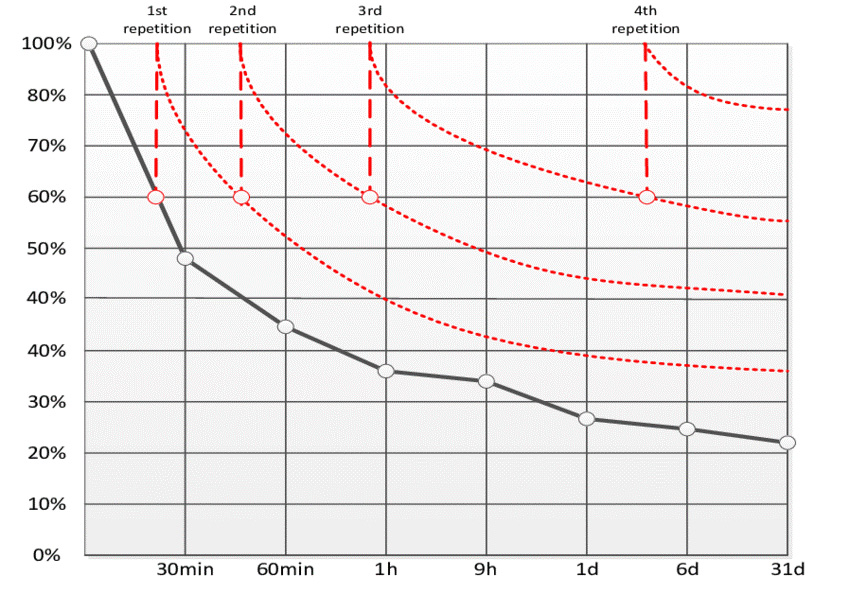 1st
repetition
2nd
repetition
3rd
repetition
4th
repetition
100%
80%
70%
60%
50%
40%
40%
30%
20%
10%
0%
30min
60min
1h
9h
1d
6d
31d